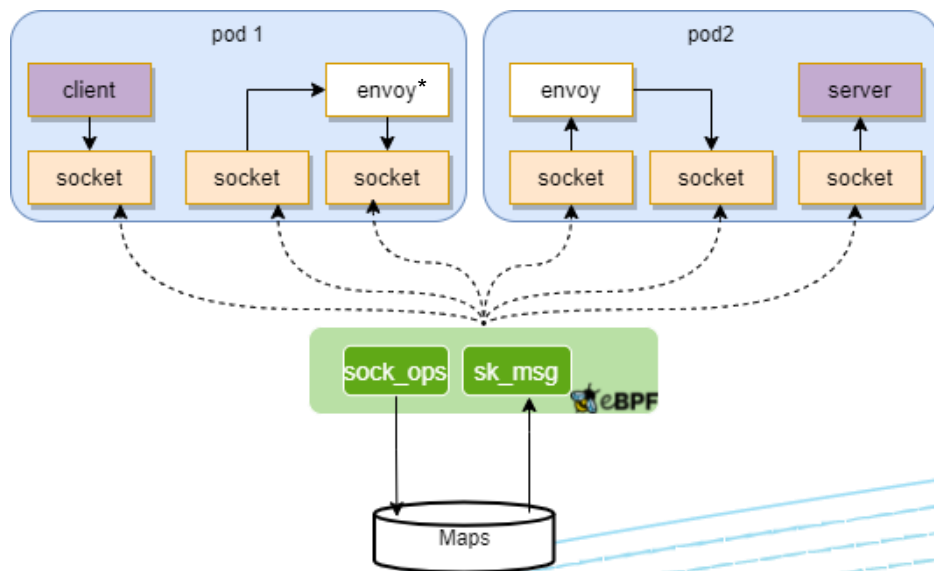 pod 1
pod2
client
envoy*
envoy
server
socket
socket
socket
socket
socket
socket
sock_ops
sk_msg
eBPF
Maps